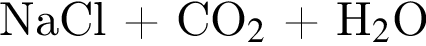 NaCl + CO₂ + H₂O